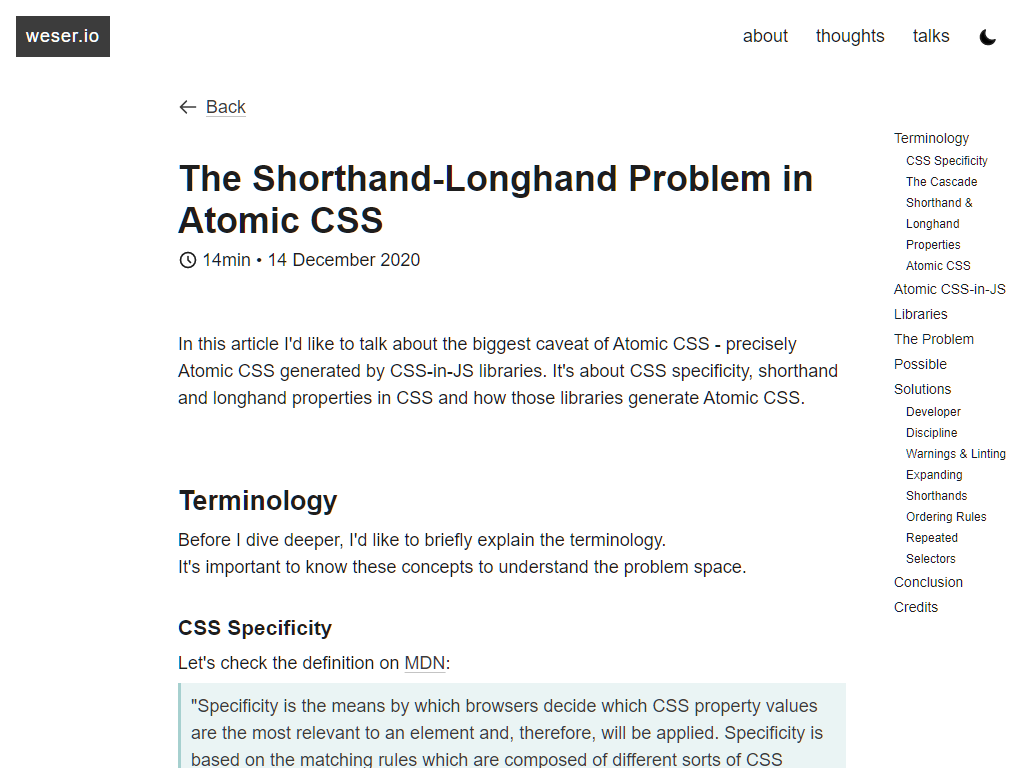 weser.io
about thoughts talks
Back
The Shorthand-Longhand Problem in
Atomic CSS
14min • 14 December 2020
In this article I'd like to talk about the biggest caveat of Atomic CSS - precisely
Atomic CSS generated by CSS-in-JS libraries. It's about CSS specificity, shorthand
and longhand properties in CSS and how those libraries generate Atomic CSS.
Terminology
Before I dive deeper, I'd like to briefly explain the terminology.
It's important to know these concepts to understand the problem space.
CSS Specificity
Let's check the definition on MDN:
"Specificity is the means by which browsers decide which CSS property values
are the most relevant to an element and, therefore, will be applied. Specificity is
based on the matching rules which are composed of different sorts of CSS
Terminology
CSS Specificity
The Cascade
Shorthand &
Longhand
Properties
Atomic CSS
Atomic CSS-in-JS
Libraries
The Problem
Possible
Solutions
Developer
Discipline
Warnings & Linting
Expanding
Shorthands
Ordering Rules
Repeated
Selectors
Conclusion
Credits